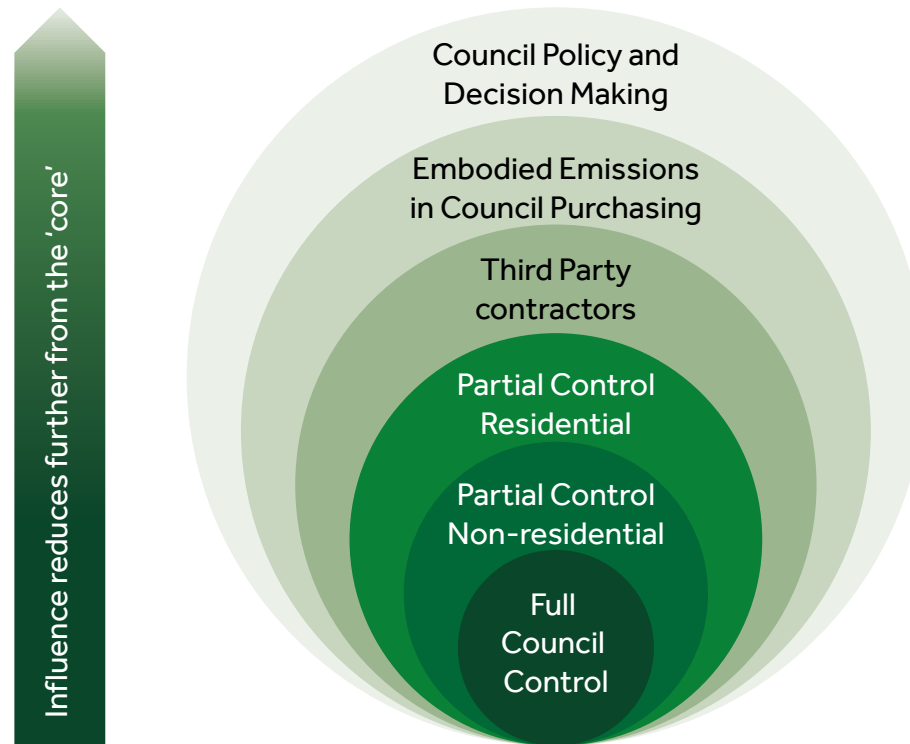 Influence reduces further from the ‘core’
Council Policy and
Decision Making
Embodied Emissions
in Council Purchasing
Third Party
contractors
Partial Control
Residential
Partial Control
Non-residential
Full
Council
Control